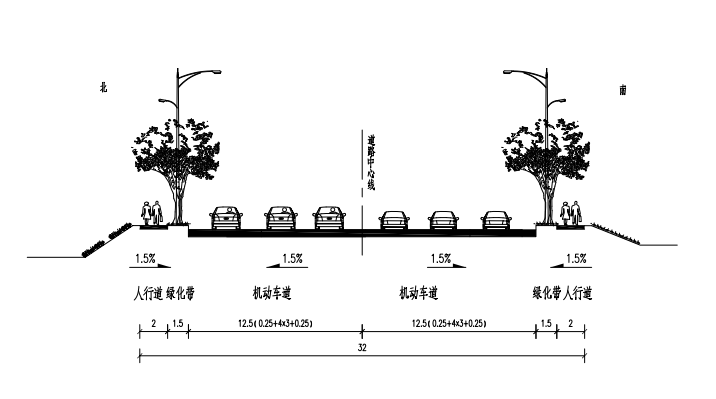 北
南
道路中心线
1.5%
1.5%
1.5%
1.5%
人行道 绿化带 机动车道 机动车道 绿化带 人行道
2 1.5 12.5(0.25+4x3+0.25) 12.5(0.25+4x3+0.25) 1.5 2
32